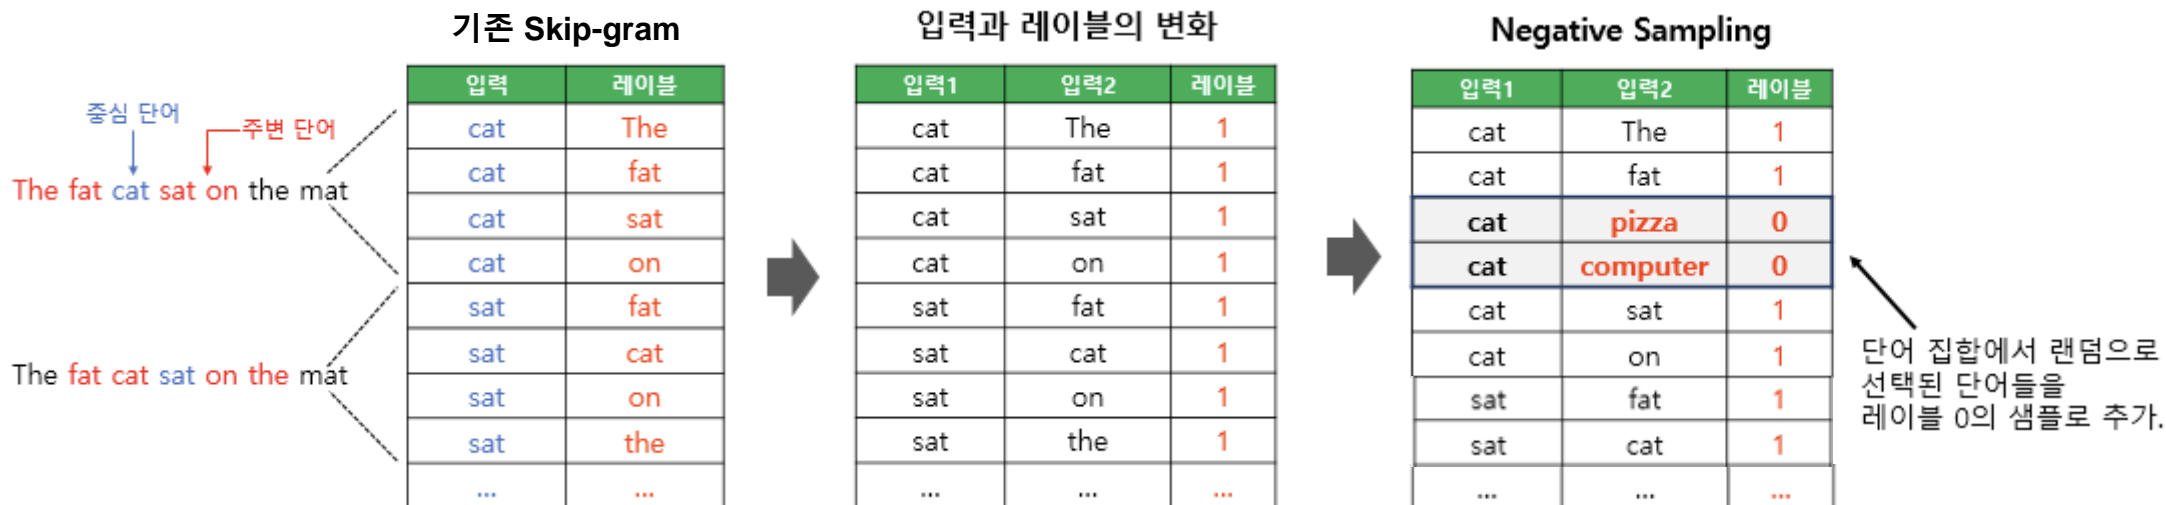 기존 Skip-gram
입력과 레이블의 변화
Negative Sampling
중심 단어
주변 단어
The fat cat sat on the mat
The fat cat sat on the mat
입력 레이블
cat The
cat fat
cat sat
cat on
sat fat
sat cat
sat on
sat the
... ...
입력1 입력2 레이블
cat The 1
cat fat 1
cat sat 1
cat on 1
sat fat 1
sat cat 1
sat on 1
sat the 1
... ... ...
입력1 입력2 레이블
cat The 1
cat fat 1
cat pizza 0
cat computer 0
cat sat 1
cat on 1
sat fat 1
sat cat 1
... ... ...
단어 집합에서 랜덤으로
선택된 단어들을
레이블 0의 샘플로 추가.